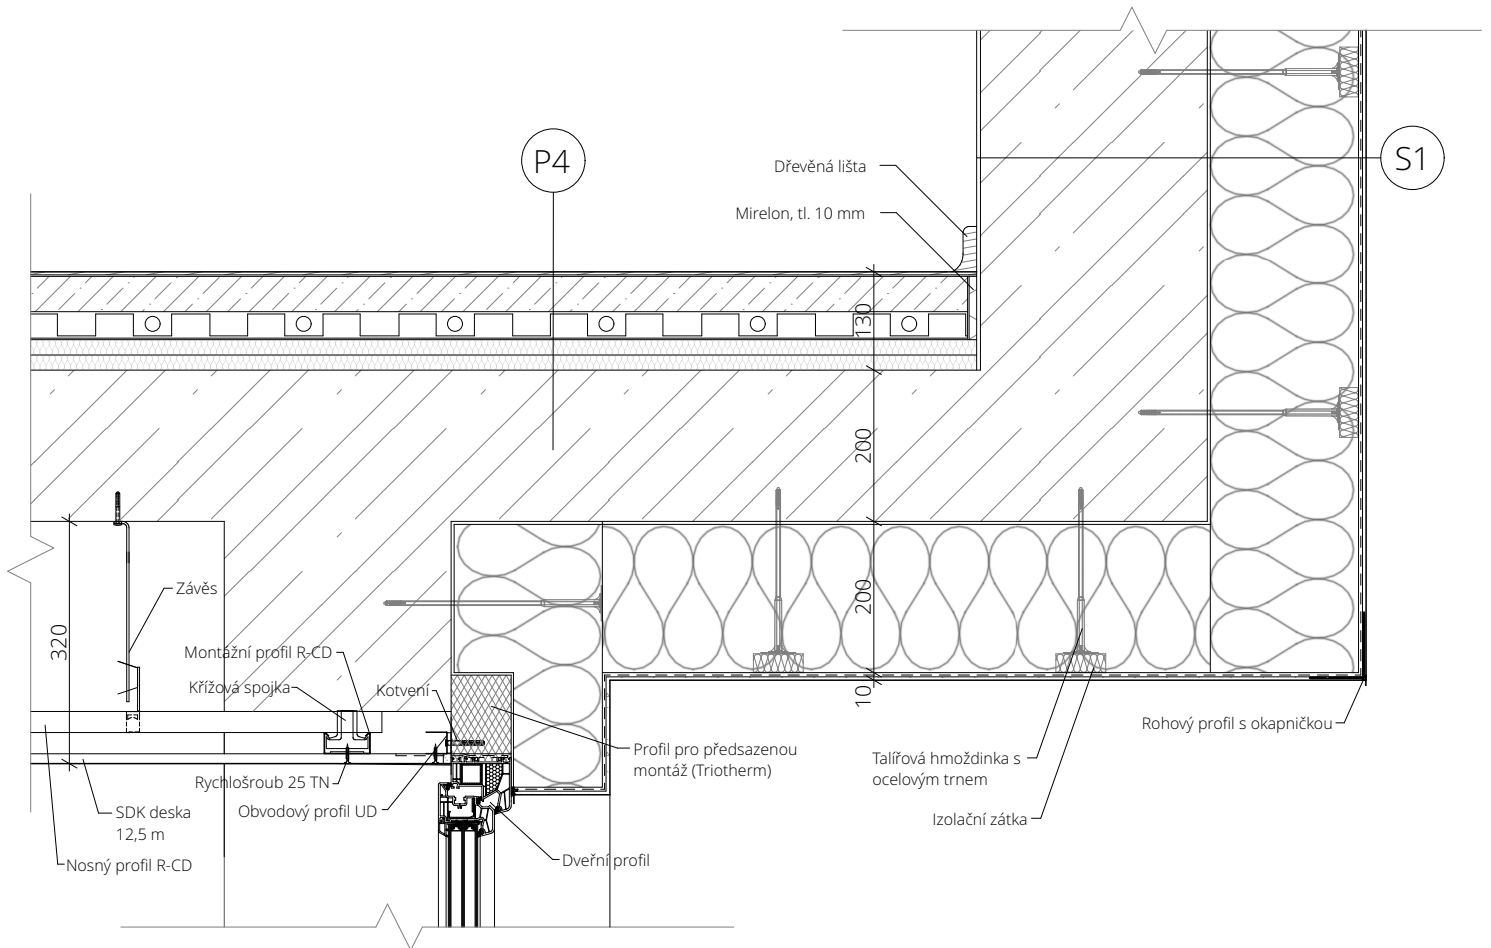 P4
S1
Dřevěná lišta
Mirelon, tl. 10 mm
130
200
200
10
320
Závěs
Montážní profil R-CD
Křížová spojka
Kotvení
Rychlošroub 25 TN
Obvodový profil UD
SDK deska
12,5 m
Nosný profil R-CD
Profil pro předsazenou
montáž (Triotherm)
Dveřní profil
Talířová hmoždinka s
ocelovým trnem
Izolační zátka
Rohový profil s okapničkou